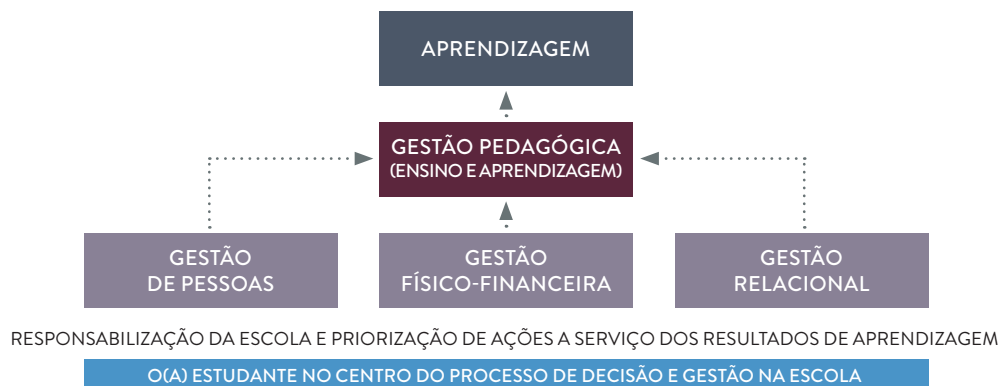 APRENDIZAGEM
GESTÃO PEDAGÓGICA
(ENSINO E APRENDIZAGEM)
GESTÃO
DE PESSOAS
GESTÃO
FÍSICO-FINANCEIRA
GESTÃO
RELACIONAL
RESPONSABILIZAÇÃO DA ESCOLA E PRIORIZAÇÃO DE AÇÕES A SERVIÇO DOS RESULTADOS DE APRENDIZAGEM
O(A) ESTUDANTE NO CENTRO DO PROCESSO DE DECISÃO E GESTÃO NA ESCOLA